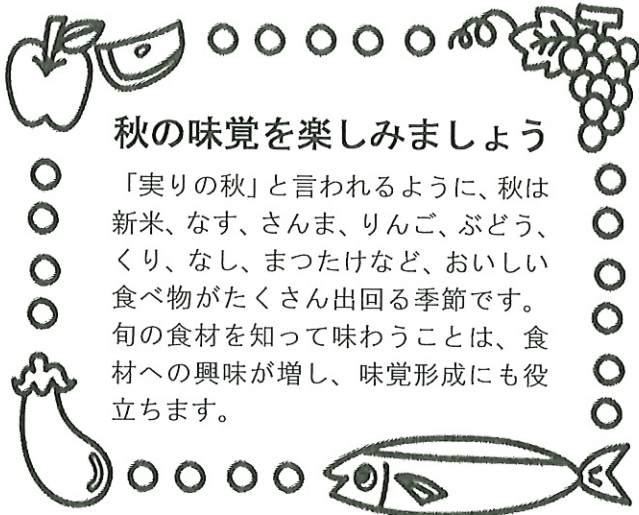 秋の味覚を楽しみましょう
「実りの秋」と言われるように、秋は
新米、なす、さんま、りんご、ぶどう、
くり、なし、まつたけなど、おいしい
食べ物がたくさん出回る季節です。
旬の食材を知って味わうことは、食
材への興味が増し、味覚形成にも役
立ちます。